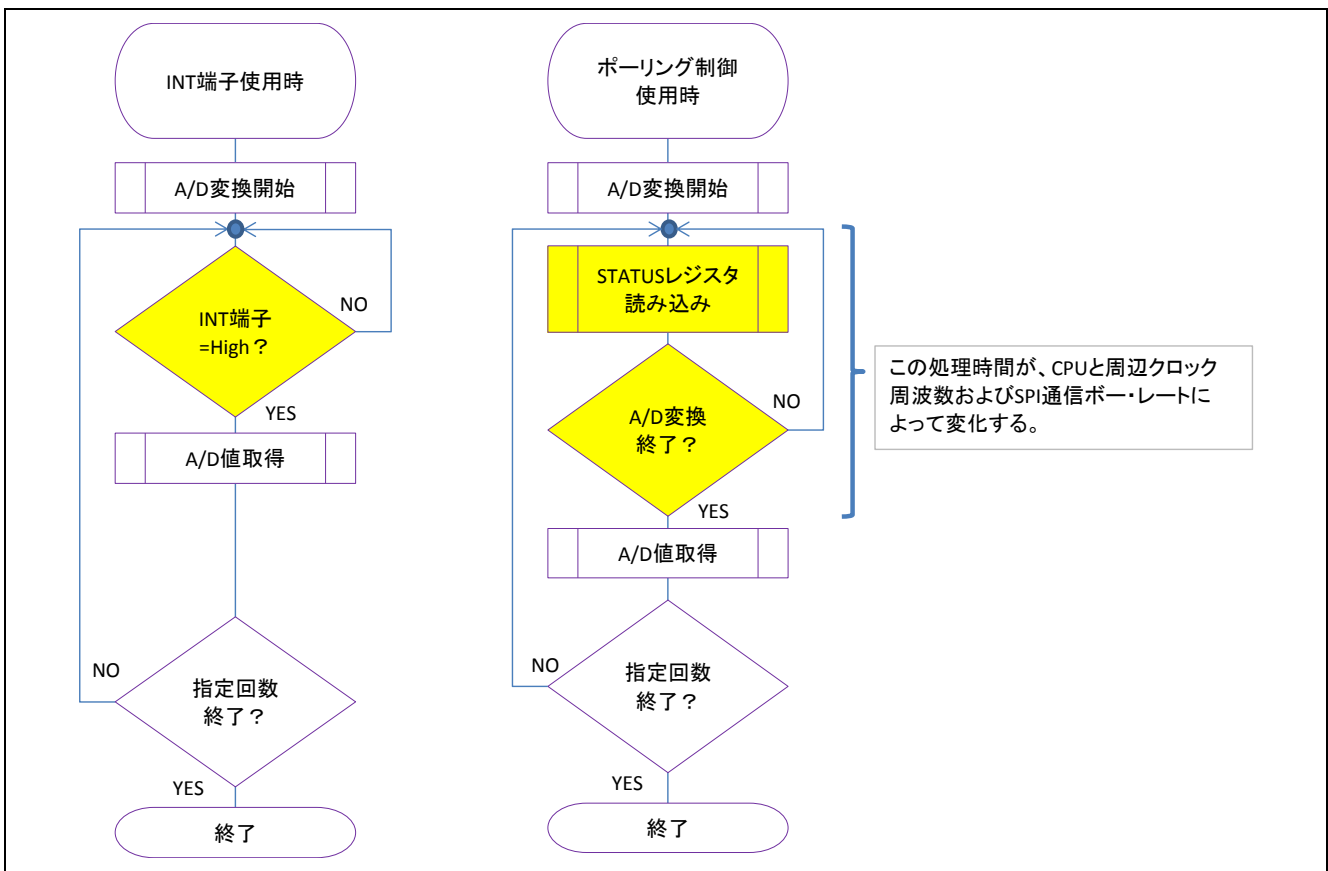 INT端子使用時
A/D変換開始
INT端子
=High？
NO
YES
A/D値取得
NO
指定回数
終了？
YES
終了
ポーリング制御
使用時
A/D変換開始
STATUSレジスタ
読み込み
A/D変換
終了？
NO
YES
A/D値取得
NO
指定回数
終了？
YES
終了
この処理時間が、CPUと周辺クロック
周波数およびSPI通信ボー・レートに
よって変化する。